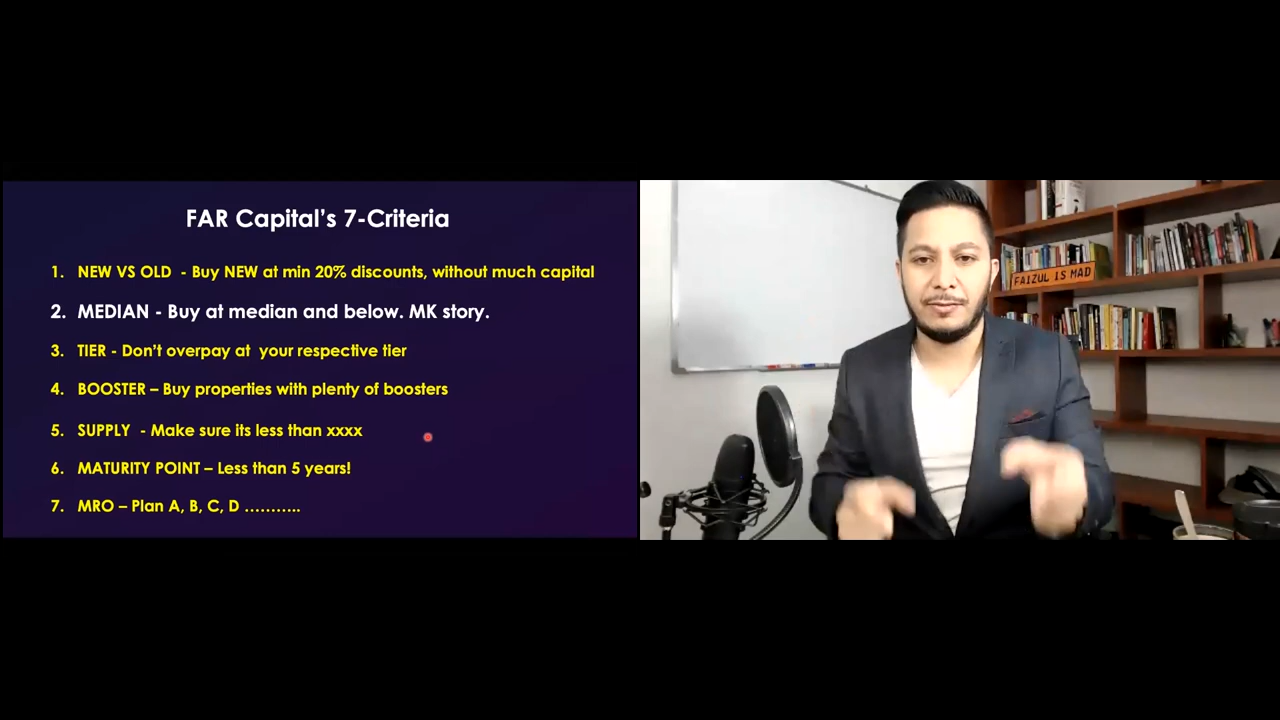 FAR Capital’s 7-Criteria
1. NEW VS OLD - Buy NEW at min 20% discounts, without much capital
2. MEDIAN - Buy at median and below. MK story.
3. TIER - Don’t overpay at your respective tier
4. BOOSTER – Buy properties with plenty of boosters
5. SUPPLY - Make sure its less than xxxx
6. MATURITY POINT – Less than 5 years!
7. MRO – Plan A, B, C, D ………..
FAIZUL IS MAD